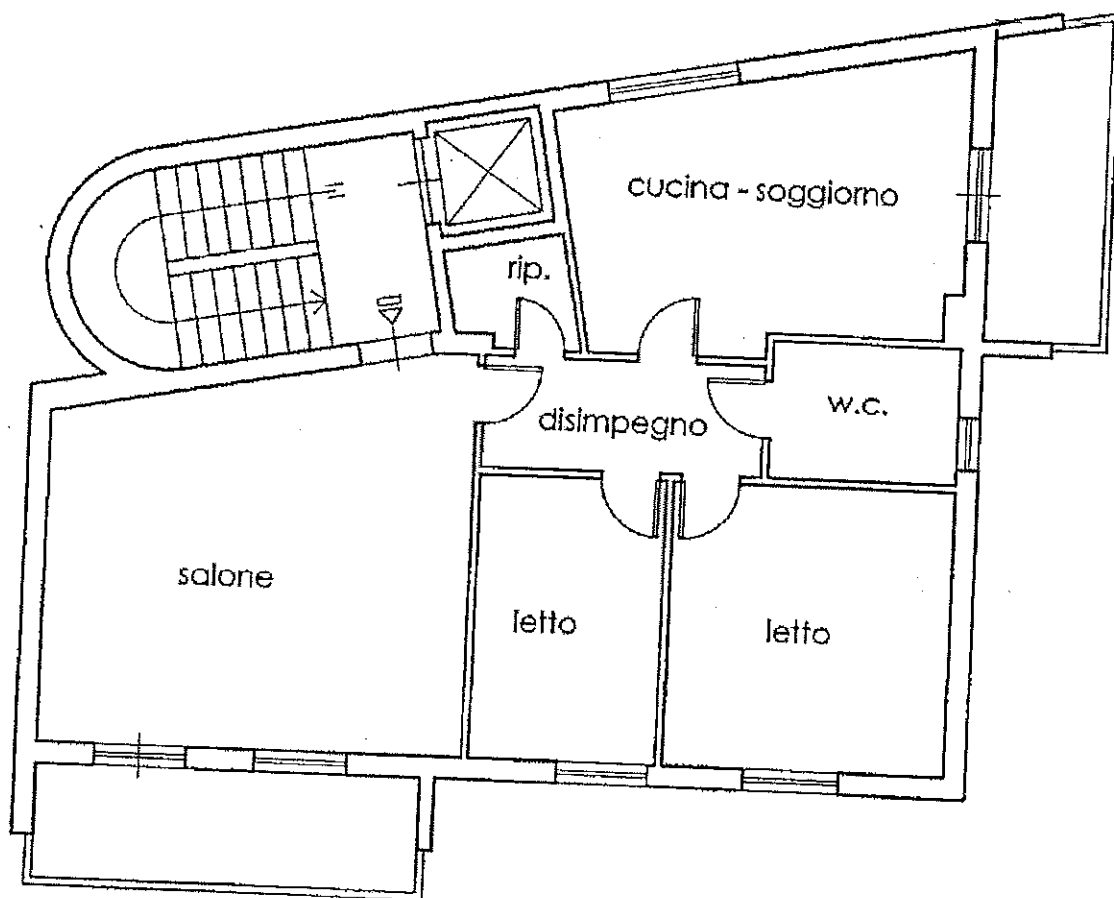 cucina - soggiorno
rip.
w.c.
disimpegno
salone
letto
letto